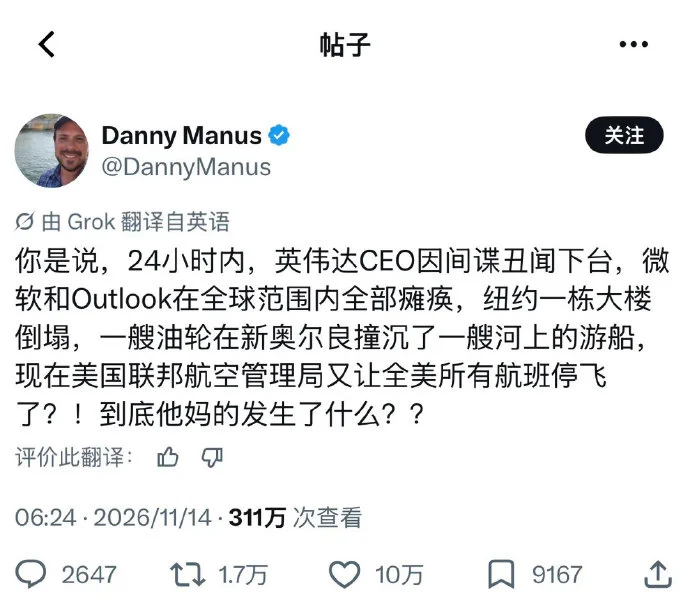 帖子
Danny Manus
@DannyManus
关注
由 Grok 翻译自英语
你是说，24小时内，英伟达CEO因间谍丑闻下台，微
软和Outlook在全球范围内全部瘫痪，纽约一栋大楼
倒塌，一艘油轮在新奥尔良撞沉了一艘河上的游船，
现在美国联邦航空管理局又让全美所有航班停飞
了？！到底他妈的发生了什么？？
评价此翻译：
06:24 · 2026/11/14 · 311万 次查看
2647 1.7万 10万 9167